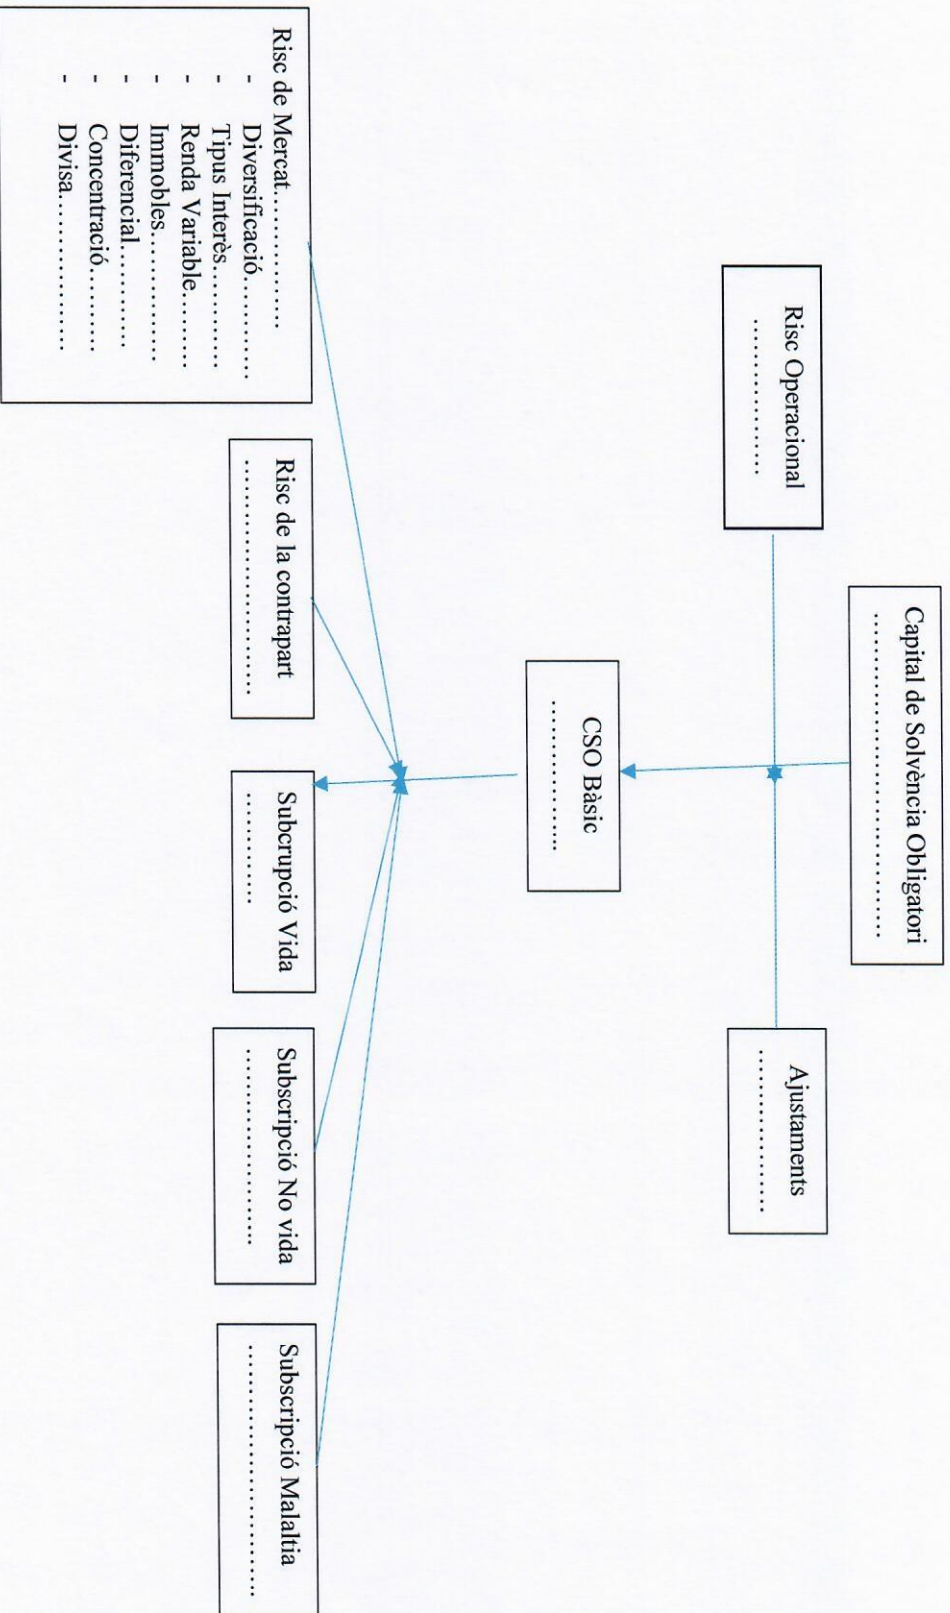 Capital de Solvència Obligatori
……………………………
Risc Operacional
……………
Ajustaments
……………
CSO Bàsic
……………..
Risc de Mercat…………
- Diversificació…………
- Tipus Interès…………
- Renda Variable………
- Immobles……………
- Diferencial…………
- Concentració………
- Divisa………………
Risc de la contrapart
……………………
Subcrupció Vida
…………
Subscripció No vida
…………………
Subscripció Malaltia
……………………..